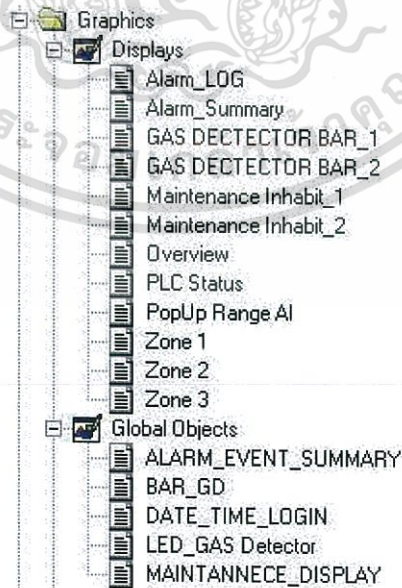 Graphics
Displays
Alarm_LOG
Alarm_Summary
GAS DECTECTOR BAR_1
GAS DECTECTOR BAR_2
Maintenance Inhabit_1
Maintenance Inhabit_2
Overview
PLC Status
PopUp Range AI
Zone 1
Zone 2
Zone 3
Global Objects
ALARM_EVENT_SUMMARY
BAR_GD
DATE_TIME_LOGIN
LED_GAS Detector
MAINTANNECE_DISPLAY